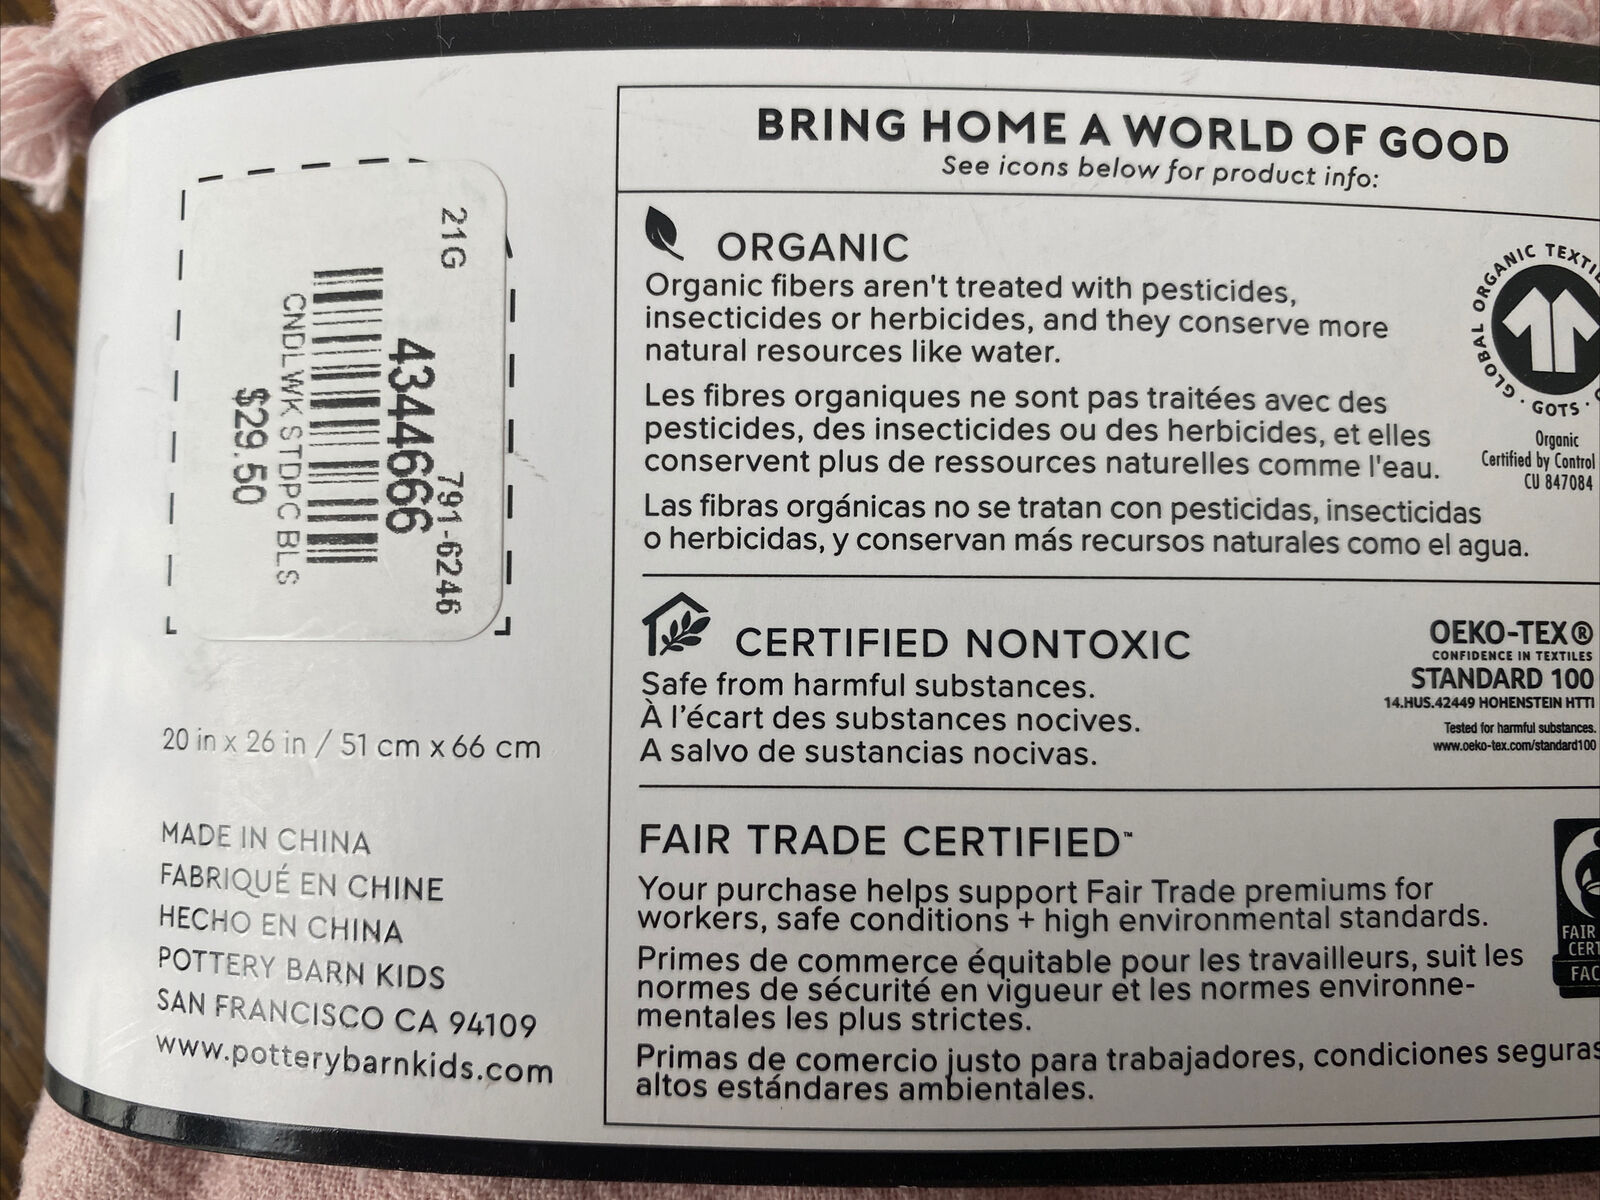 21G
791-6246
4344666
CNDLWK STDPC BLS
$29.50
20 in x 26 in / 51 cm x 66 cm
MADE IN CHINA
FABRIQUÉ EN CHINE
HECHO EN CHINA
POTTERY BARN KIDS
SAN FRANCISCO CA 94109
www.potterybarnkids.com
BRING HOME A WORLD OF GOOD
See icons below for product info:
ORGANIC
Organic fibers aren't treated with pesticides,
insecticides or herbicides, and they conserve more
natural resources like water.
Les fibres organiques ne sont pas traitées avec des
pesticides, des insecticides ou des herbicides, et elles
conservent plus de ressources naturelles comme l'eau.
Las fibras orgánicas no se tratan con pesticidas, insecticidas
o herbicidas, y conservan más recursos naturales como el agua.
GLOBAL ORGANIC TEXTI
· GOTS ·
Organic
Certified by Control
CU 847084
CERTIFIED NONTOXIC
Safe from harmful substances.
À l'écart des substances nocives.
A salvo de sustancias nocivas.
OEKO-TEX®
CONFIDENCE IN TEXTILES
STANDARD 100
14.HUS.42449 HOHENSTEIN HTTI
Tested for harmful substances.
www.oeko-tex.com/standard100
FAIR TRADE CERTIFIED™
Your purchase helps support Fair Trade premiums for
workers, safe conditions + high environmental standards.
Primes de commerce équitable pour les travailleurs, suit les
normes de sécurité en vigueur et les normes environne-
mentales les plus strictes.
Primas de comercio justo para trabajadores, condiciones seguras
altos estándares ambientales.
FAIR
CERT
FAC